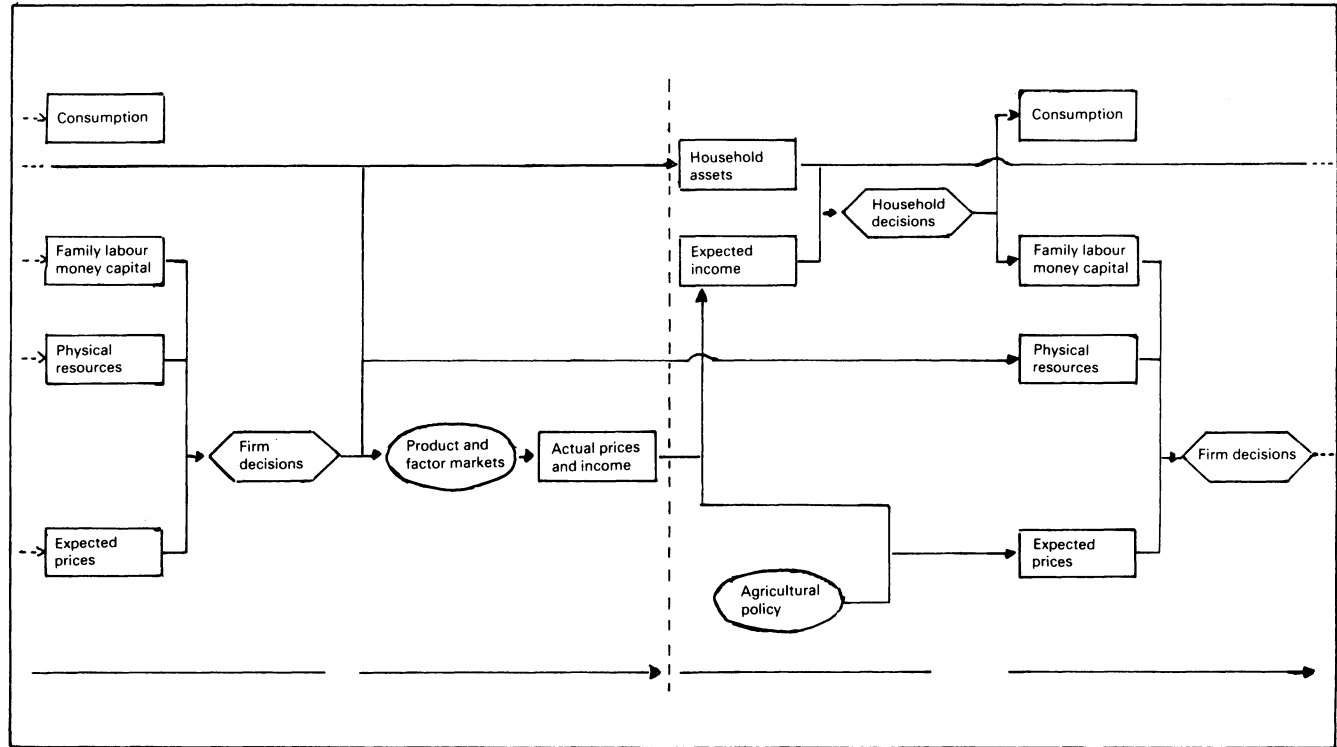 Consumption
Family labour
money capital
Physical
resources
Firm
decisions
Expected
prices
Product and
factor markets
Actual prices
and income
Household
assets
Expected
income
Household
decisions
Agricultural
policy
Consumption
Family labour
money capital
Physical
resources
Firm decisions
Expected
prices